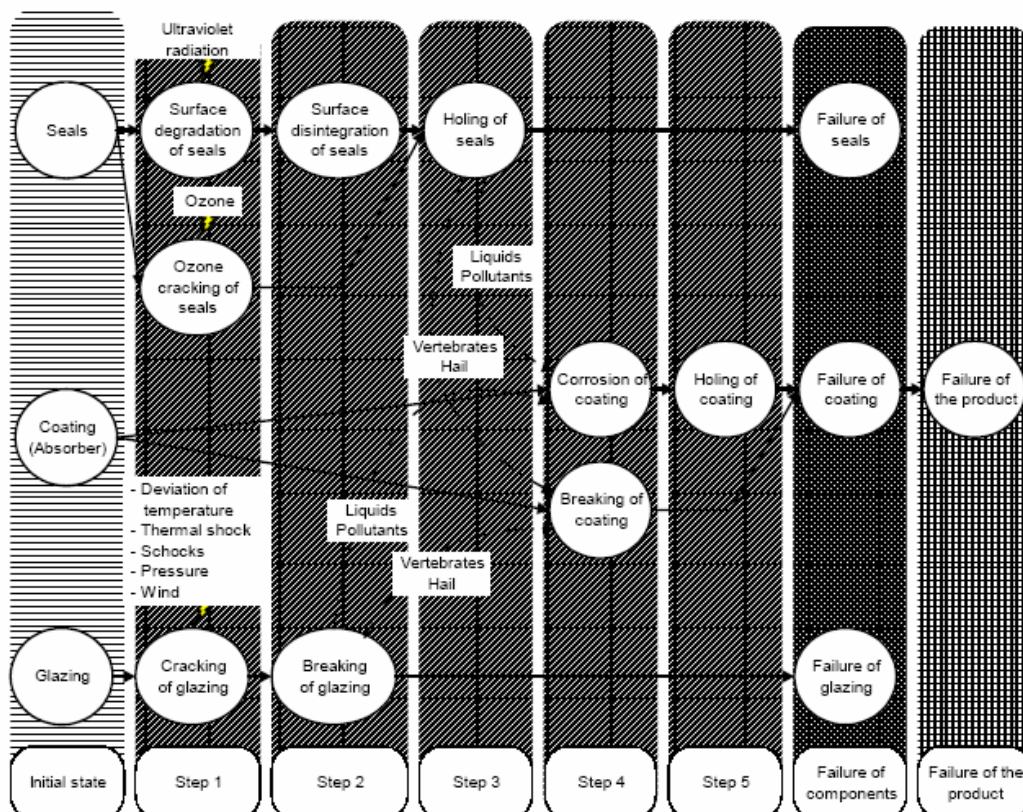 Ultraviolet
radiation
Seals
Surface
degradation
of seals
Surface
disintegration
of seals
Holing of
seals
Failure of
seals
Ozone
Ozone
cracking of
seals
Liquids
Pollutants
Vertebrates
Hail
Coating
(Absorber)
Corrosion of
coating
Holing of
coating
Failure of
coating
Failure of
the product
- Deviation of
temperature
- Thermal shock
- Schocks
- Pressure
- Wind
Liquids
Pollutants
Breaking of
coating
Vertebrates
Hail
Glazing
Cracking
of glazing
Breaking
of glazing
Failure of
glazing
Initial state
Step 1
Step 2
Step 3
Step 4
Step 5
Failure of
components
Failure of the
product